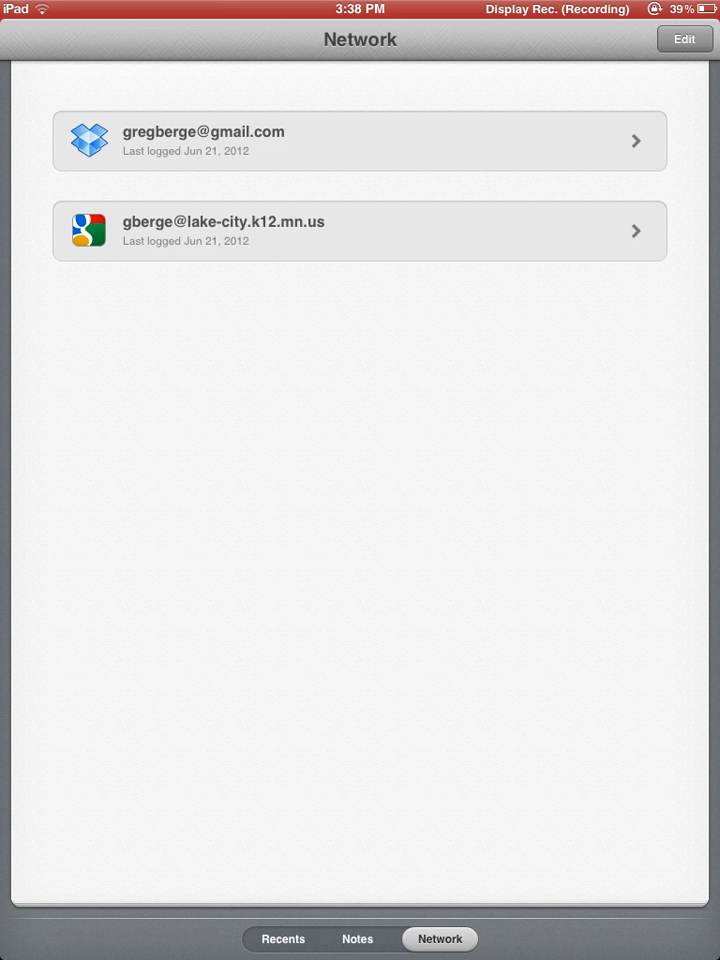 iPad 3:38 PM Display Rec. (Recording) 39%
Network Edit
gregberge@gmail.com
Last logged Jun 21, 2012
gberge@lake-city.k12.mn.us
Last logged Jun 21, 2012
Recents Notes Network